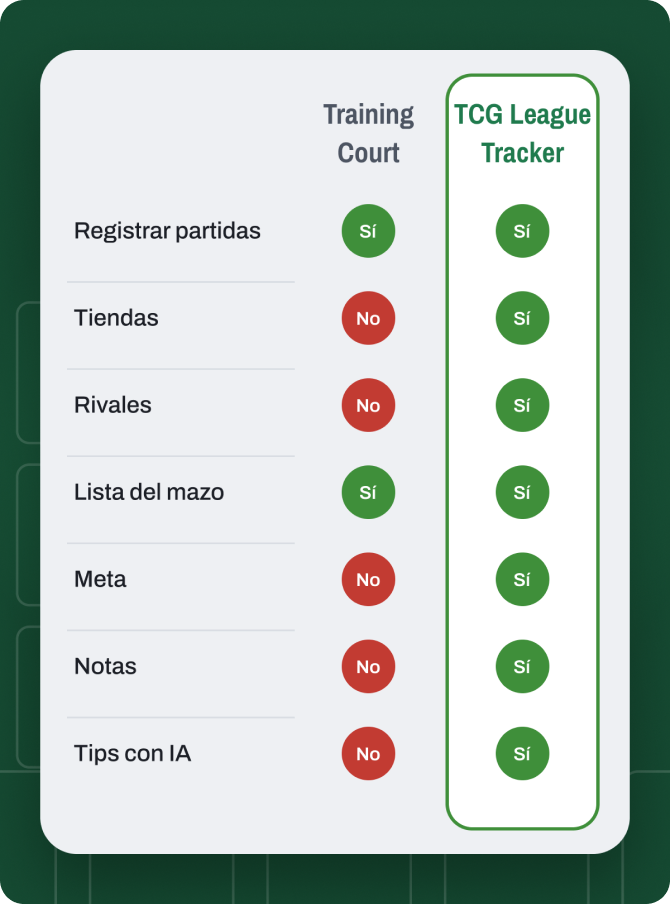 Training
Court
TCG League
Tracker
Registrar partidas
Sí
Sí
Tiendas
No
Sí
Rivales
No
Sí
Lista del mazo
Sí
Sí
Meta
No
Sí
Notas
No
Sí
Tips con IA
No
Sí